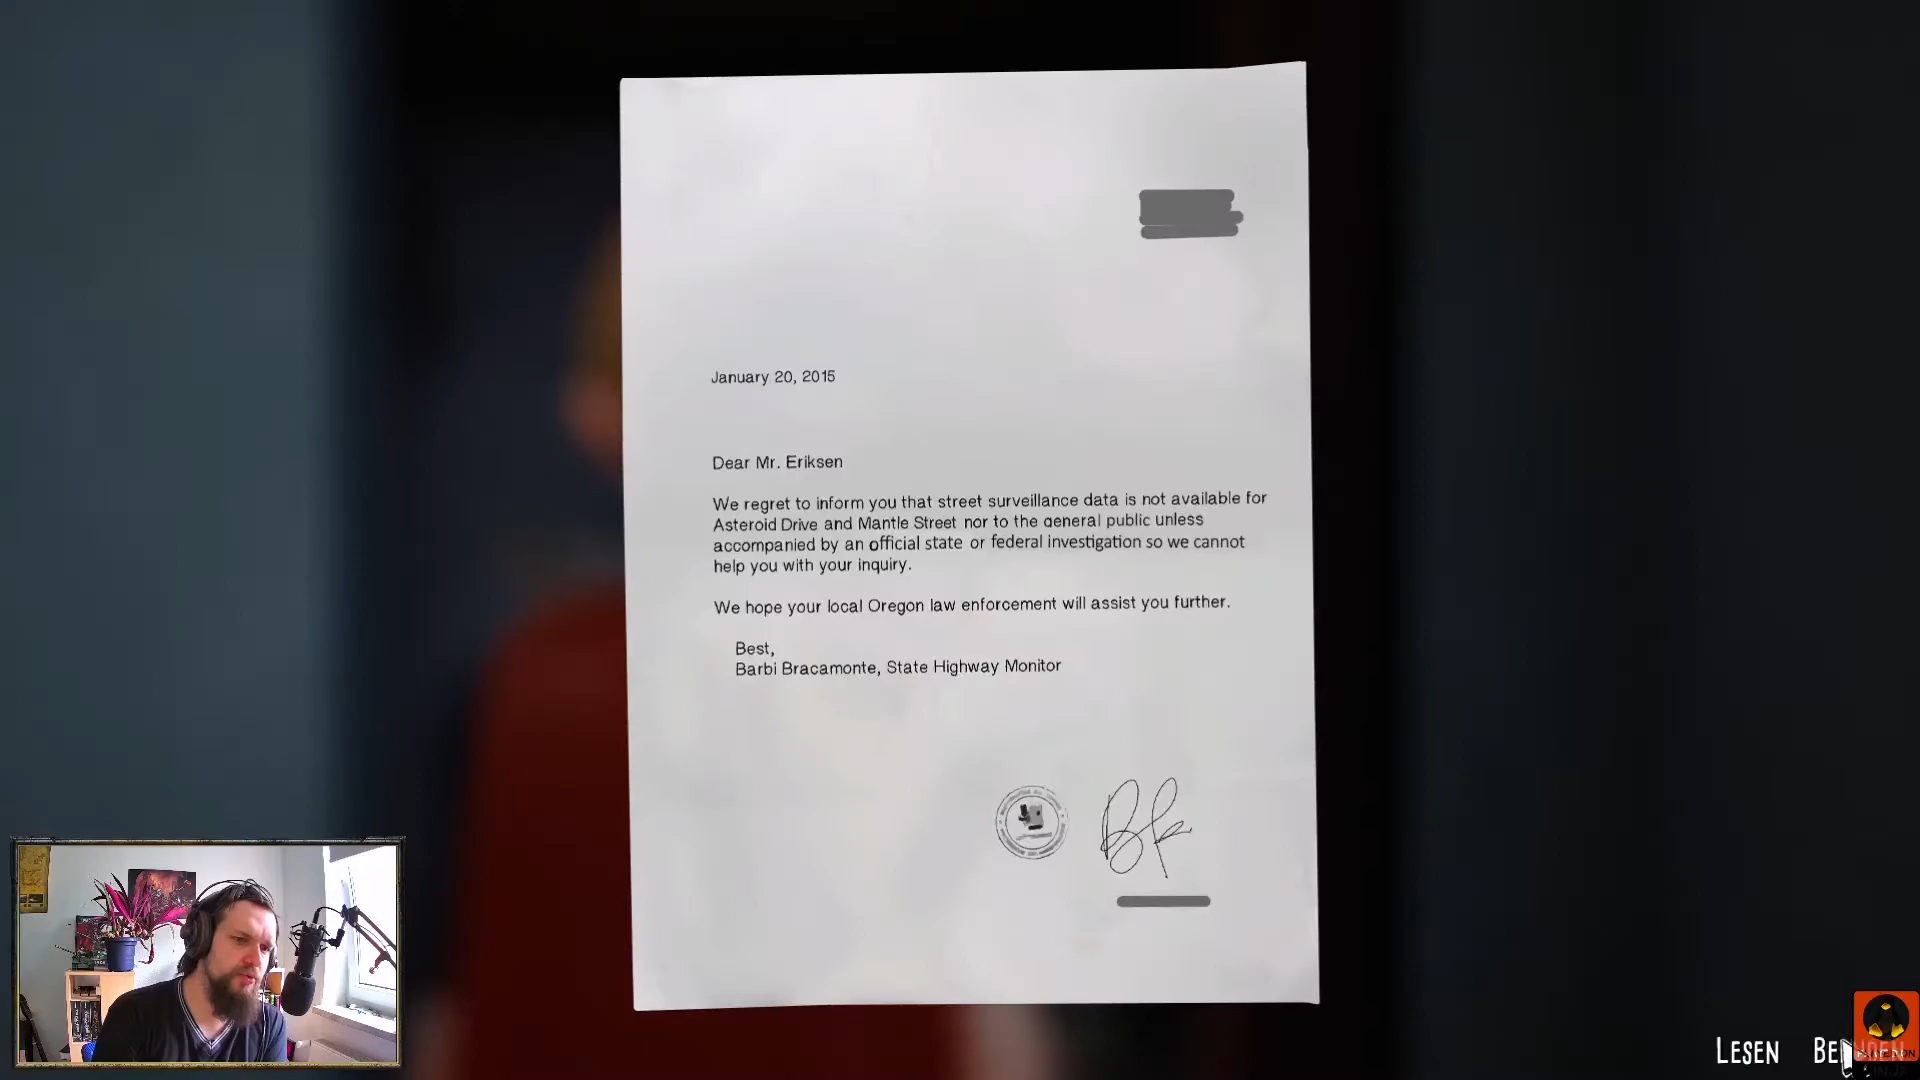 January 20, 2015
Dear Mr. Eriksen
We regret to inform you that street surveillance data is not available for
Asteroid Drive and Mantle Street nor to the general public unless
accompanied by an official state or federal investigation so we cannot
help you with your inquiry.
We hope your local Oregon law enforcement will assist you further.
Best,
Barbi Bracamonte, State Highway Monitor
LESEN